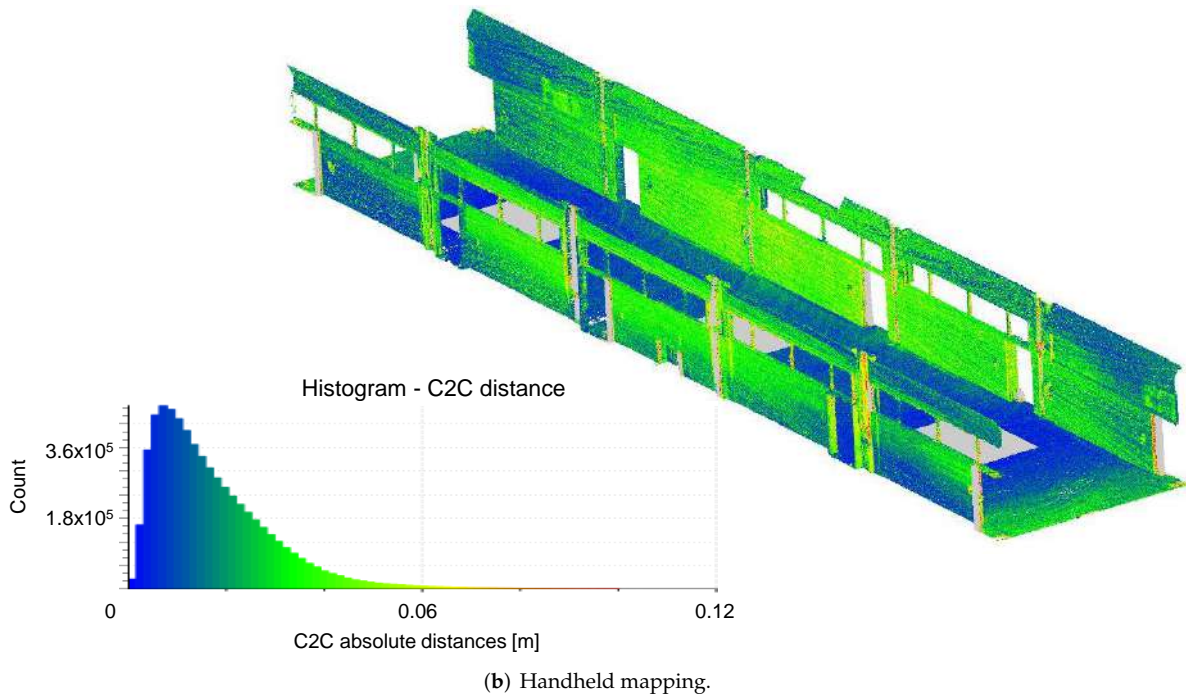 Histogram - C2C distance
3.6x10⁵
1.8x10⁵
Count
0
0.06
0.12
C2C absolute distances [m]
(b) Handheld mapping.